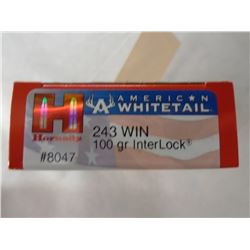 AMERICAN
WHITETAIL
H
Hornady
243 WIN
100 gr InterLock®
#8047